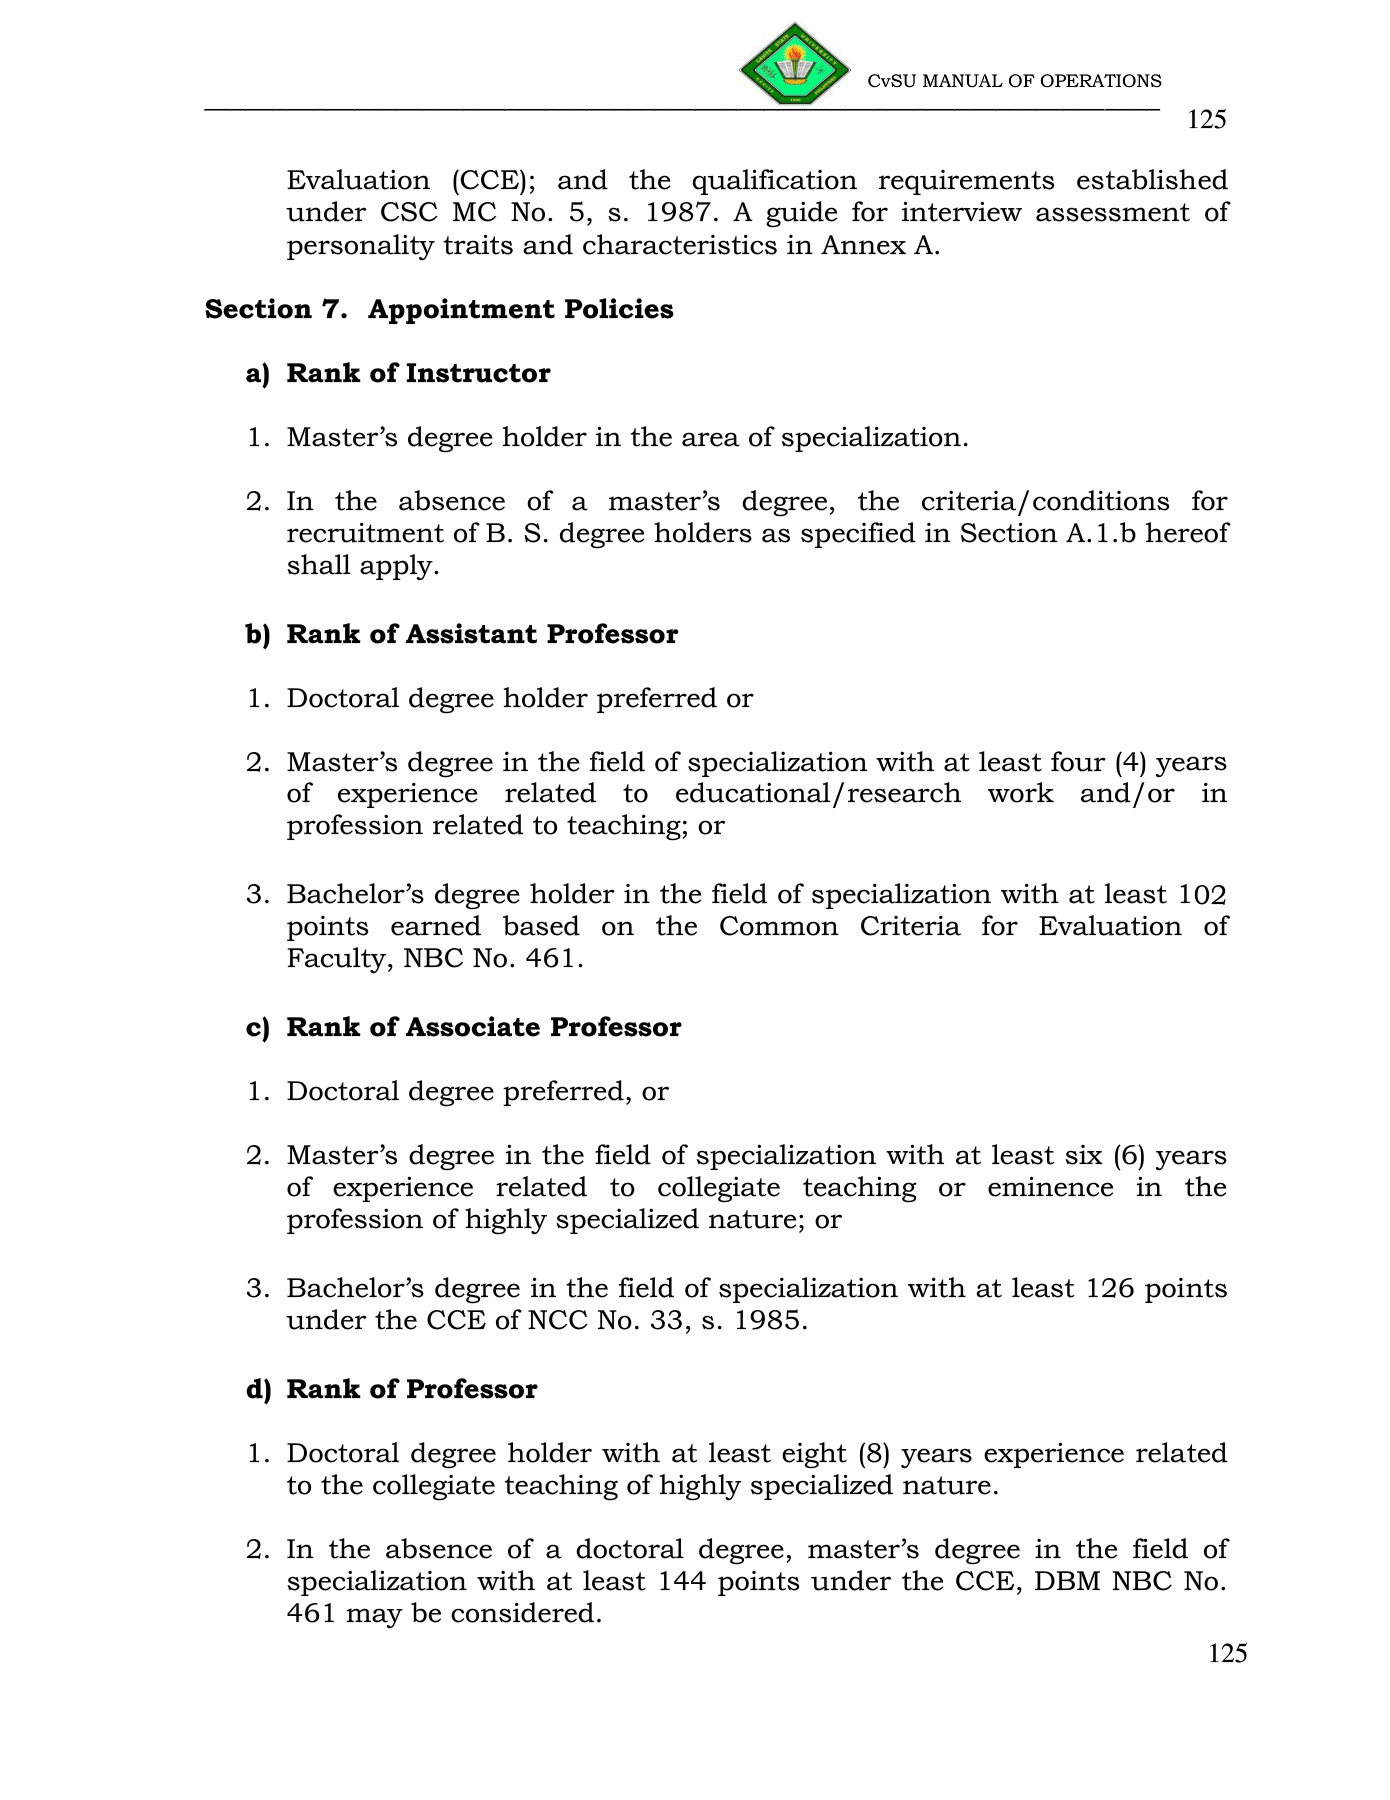 CvSU MANUAL OF OPERATIONS
125
Evaluation (CCE); and the qualification requirements established
under CSC MC No. 5, s. 1987. A guide for interview assessment of
personality traits and characteristics in Annex A.
Section 7. Appointment Policies
a) Rank of Instructor
1. Master’s degree holder in the area of specialization.
2. In the absence of a master’s degree, the criteria/conditions for
recruitment of B. S. degree holders as specified in Section A.1.b hereof
shall apply.
b) Rank of Assistant Professor
1. Doctoral degree holder preferred or
2. Master’s degree in the field of specialization with at least four (4) years
of experience related to educational/research work and/or in
profession related to teaching; or
3. Bachelor’s degree holder in the field of specialization with at least 102
points earned based on the Common Criteria for Evaluation of
Faculty, NBC No. 461.
c) Rank of Associate Professor
1. Doctoral degree preferred, or
2. Master’s degree in the field of specialization with at least six (6) years
of experience related to collegiate teaching or eminence in the
profession of highly specialized nature; or
3. Bachelor’s degree in the field of specialization with at least 126 points
under the CCE of NCC No. 33, s. 1985.
d) Rank of Professor
1. Doctoral degree holder with at least eight (8) years experience related
to the collegiate teaching of highly specialized nature.
2. In the absence of a doctoral degree, master’s degree in the field of
specialization with at least 144 points under the CCE, DBM NBC No.
461 may be considered.
125